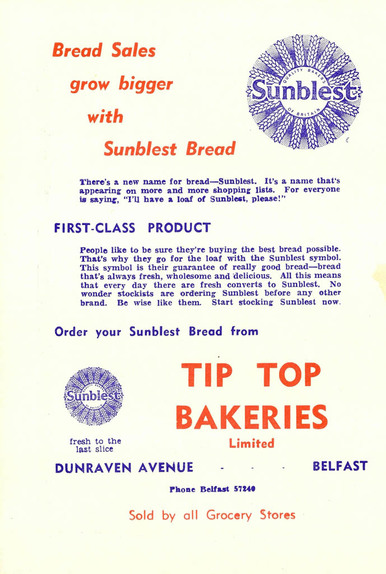 Bread Sales
grow bigger
with
Sunblest Bread
QUALITY BAKERS
Sunblest
OF BRITAIN
There's a new name for bread—Sunblest. It's a name that's
appearing on more and more shopping lists. For everyone
is saying, "I'll have a loaf of Sunblest, please!"
FIRST-CLASS PRODUCT
People like to be sure they're buying the best bread possible.
That's why they go for the loaf with the Sunblest symbol.
This symbol is their guarantee of really good bread—bread
that's always fresh, wholesome and delicious. All this means
that every day there are fresh converts to Sunblest. No
wonder stockists are ordering Sunblest before any other
brand. Be wise like them. Start stocking Sunblest now.
Order your Sunblest Bread from
Sunblest
fresh to the
last slice
TIP TOP
BAKERIES
Limited
DUNRAVEN AVENUE - - - BELFAST
Phone Belfast 57240
Sold by all Grocery Stores